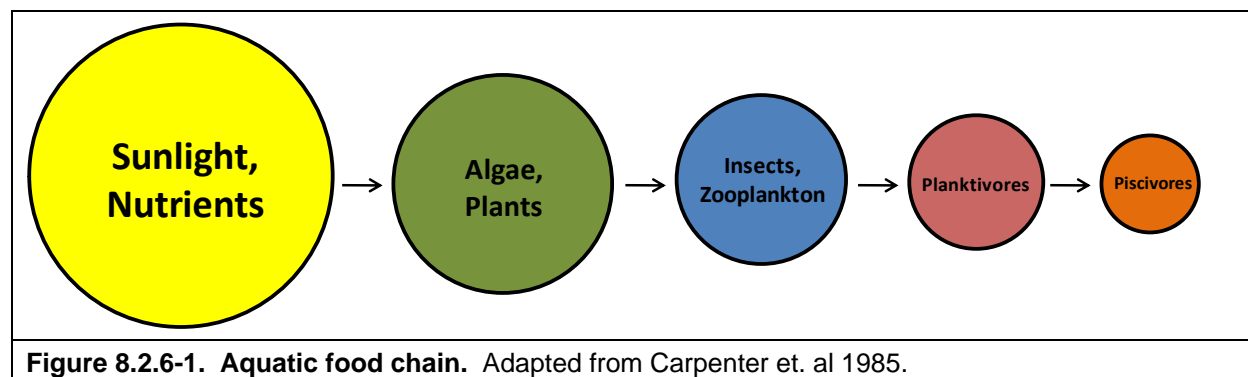 Sunlight,
Nutrients
Algae,
Plants
Insects,
Zooplankton
Planktivores
Piscivores
Figure 8.2.6-1. Aquatic food chain. Adapted from Carpenter et. al 1985.